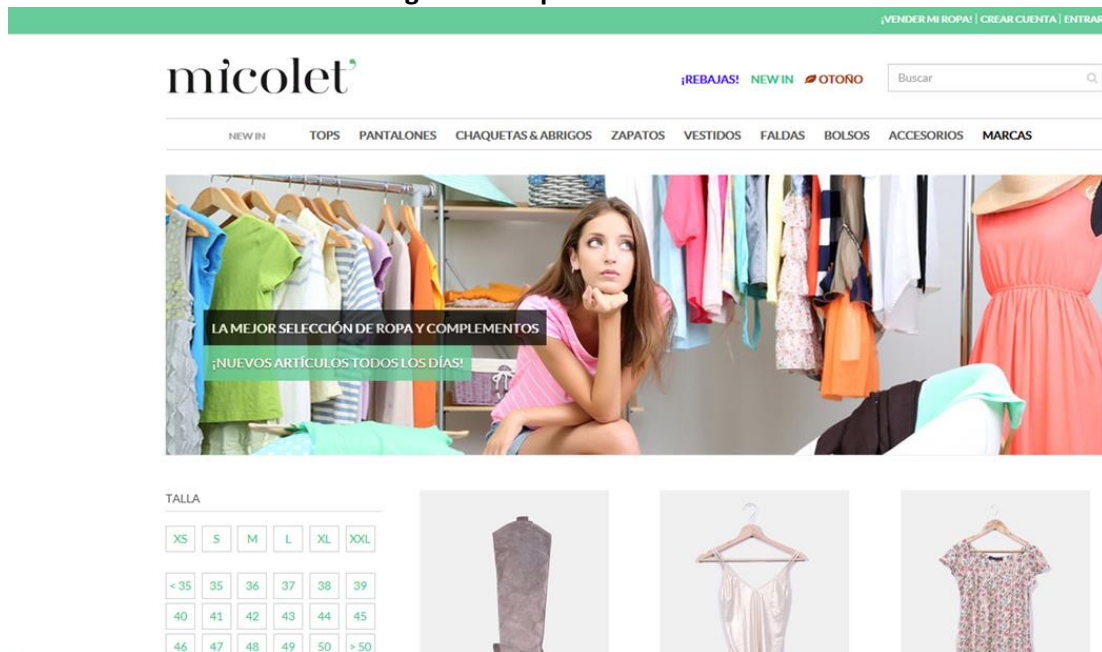 ¡VENDER MI ROPA! | CREAR CUENTA | ENTRAR
micolet'
¡REBAJAS! NEW IN OTOÑO Buscar
NEW IN TOPS PANTALONES CHAQUETAS & ABRIGOS ZAPATOS VESTIDOS FALDAS BOLSOS ACCESORIOS MARCAS
LA MEJOR SELECCIÓN DE ROPA Y COMPLEMENTOS
¡NUEVOS ARTÍCULOS TODOS LOS DÍAS!
TALLA
XS S M L XL XXL
< 35 35 36 37 38 39
40 41 42 43 44 45
46 47 48 49 50 > 50